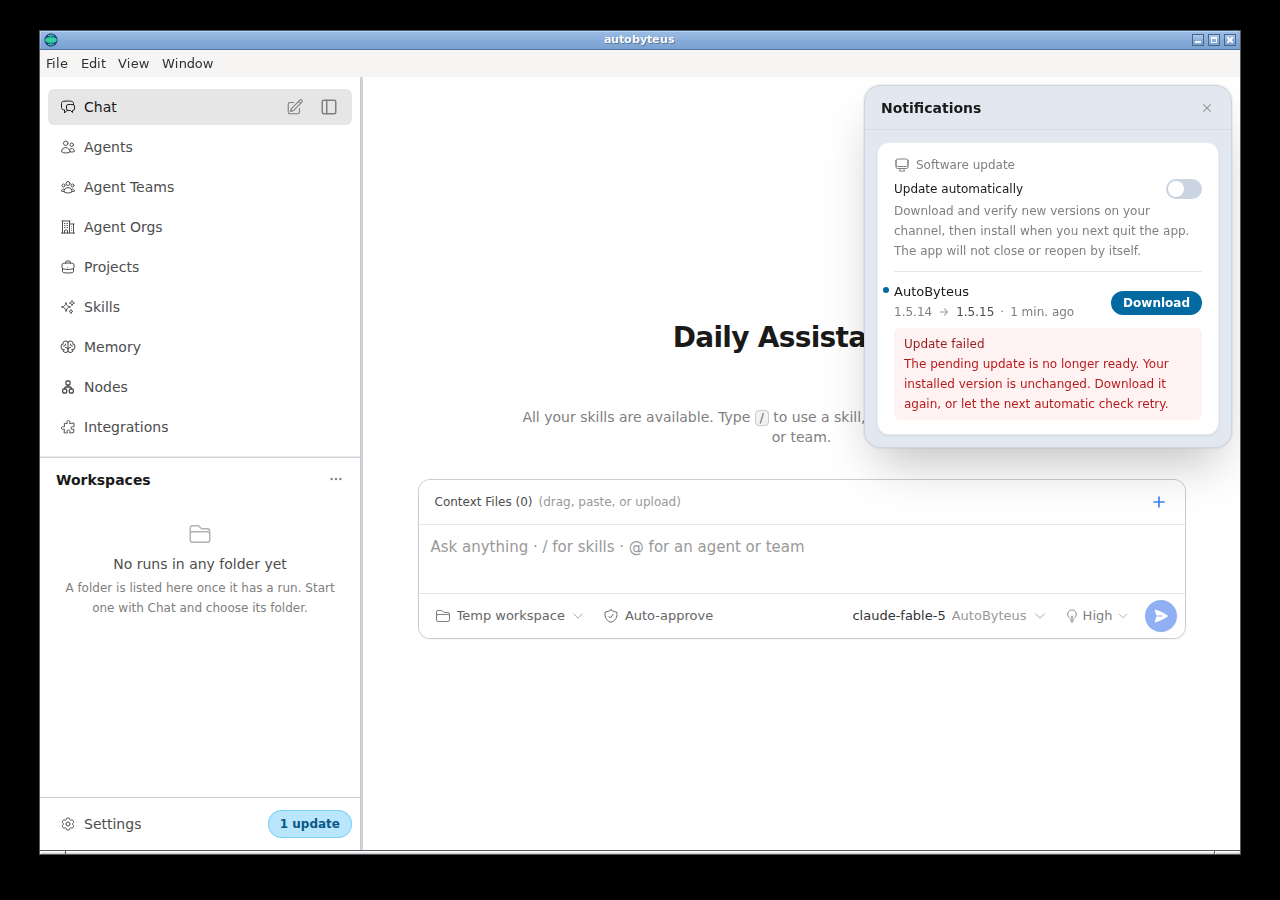 autobyteus
File Edit View Window
Chat
Agents
Agent Teams
Agent Orgs
Projects
Skills
Memory
Nodes
Integrations
Workspaces
No runs in any folder yet
A folder is listed here once it has a run. Start
one with Chat and choose its folder.
Settings
1 update
Daily Assista
All your skills are available. Type / to use a skill,
or team.
Context Files (0) (drag, paste, or upload)
Ask anything · / for skills · @ for an agent or team
Temp workspace
Auto-approve
claude-fable-5 AutoByteus
High
Notifications
Software update
Update automatically
Download and verify new versions on your
channel, then install when you next quit the app.
The app will not close or reopen by itself.
AutoByteus
1.5.14 → 1.5.15 · 1 min. ago
Download
Update failed
The pending update is no longer ready. Your
installed version is unchanged. Download it
again, or let the next automatic check retry.